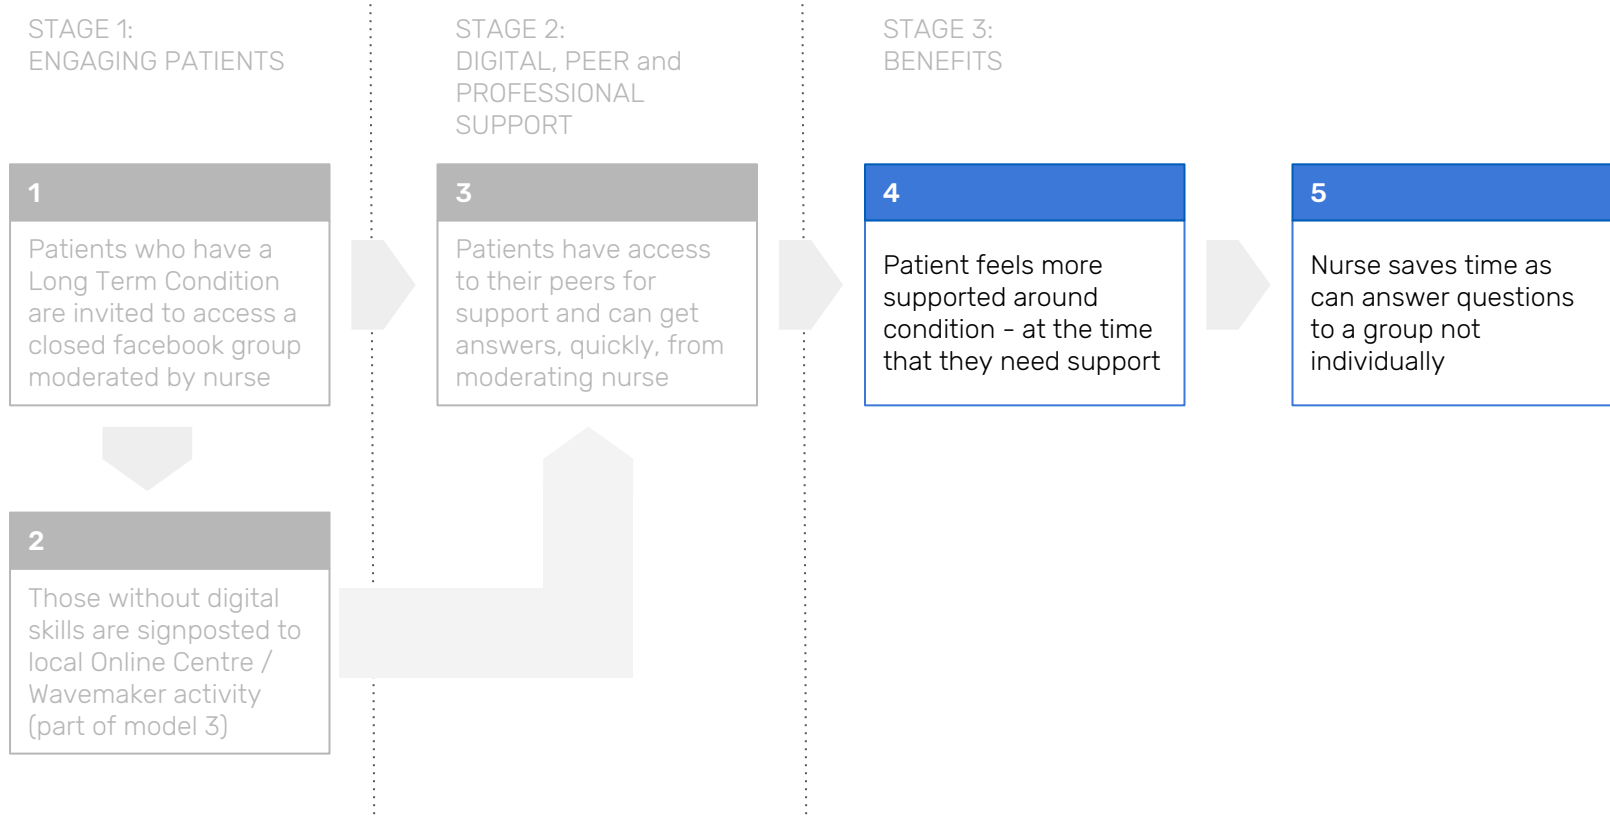 STAGE 1:
ENGAGING PATIENTS
STAGE 2:
DIGITAL, PEER and
PROFESSIONAL
SUPPORT
STAGE 3:
BENEFITS
1
Patients who have a
Long Term Condition
are invited to access a
closed facebook group
moderated by nurse
2
Those without digital
skills are signposted to
local Online Centre /
Wavemaker activity
(part of model 3)
3
Patients have access
to their peers for
support and can get
answers, quickly, from
moderating nurse
4
Patient feels more
supported around
condition - at the time
that they need support
5
Nurse saves time as
can answer questions
to a group not
individually